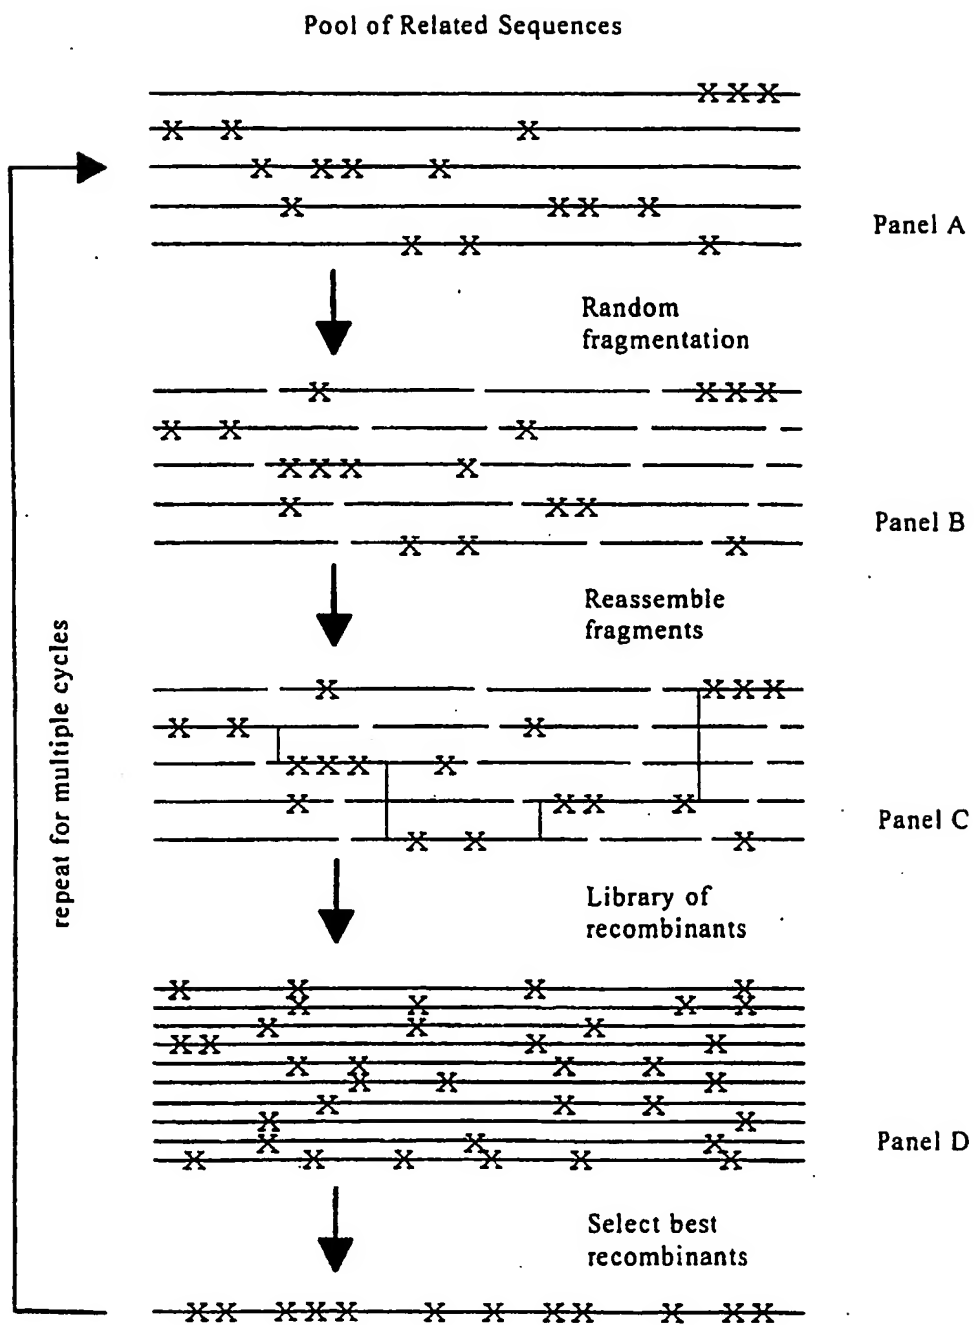 Pool of Related Sequences
Panel A
Random
fragmentation
Panel B
Reassemble
fragments
repeat for multiple cycles
Panel C
Library of
recombinants
Panel D
Select best
recombinants